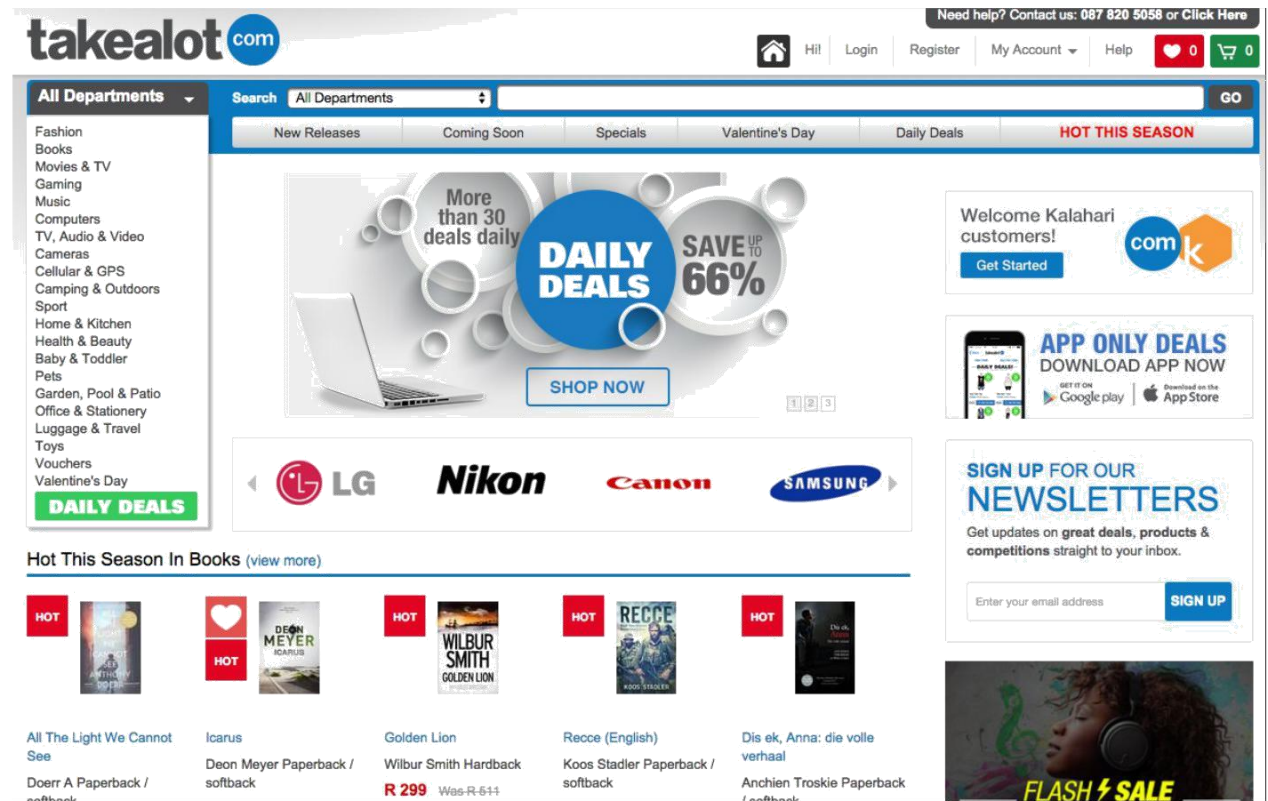 Need help? Contact us: 087 820 5058 or Click Here
takealot com
Hi! Login Register My Account Help 0 0
All Departments
Search All Departments GO
New Releases Coming Soon Specials Valentine's Day Daily Deals HOT THIS SEASON
Fashion
Books
Movies & TV
Gaming
Music
Computers
TV, Audio & Video
Cameras
Cellular & GPS
Camping & Outdoors
Sport
Home & Kitchen
Health & Beauty
Baby & Toddler
Pets
Garden, Pool & Patio
Office & Stationery
Luggage & Travel
Toys
Vouchers
Valentine's Day
DAILY DEALS
More
than 30
deals daily
DAILY
DEALS
SAVE UP TO
66%
SHOP NOW
1 2 3
LG Nikon Canon SAMSUNG
Welcome Kalahari
customers!
Get Started
com k
APP ONLY DEALS
DOWNLOAD APP NOW
GET IT ON
Google play
Download on the
App Store
takealot
DAILY DEALS
SIGN UP FOR OUR
NEWSLETTERS
Get updates on great deals, products &
competitions straight to your inbox.
Enter your email address SIGN UP
Hot This Season In Books (view more)
HOT
ANTHONY
DOERR
HOT
DEON
MEYER
ICARUS
HOT
WILBUR
SMITH
GOLDEN LION
HOT
RECCE
KOOS STADLER
HOT
Dis ek,
Anna
All The Light We Cannot
See
Doerr A Paperback /
softback
Icarus
Deon Meyer Paperback /
softback
Golden Lion
Wilbur Smith Hardback
R 299 Was R 511
Recce (English)
Koos Stadler Paperback /
softback
Dis ek, Anna: die volle
verhaal
Anchien Troskie Paperback
/ softback
FLASH SALE